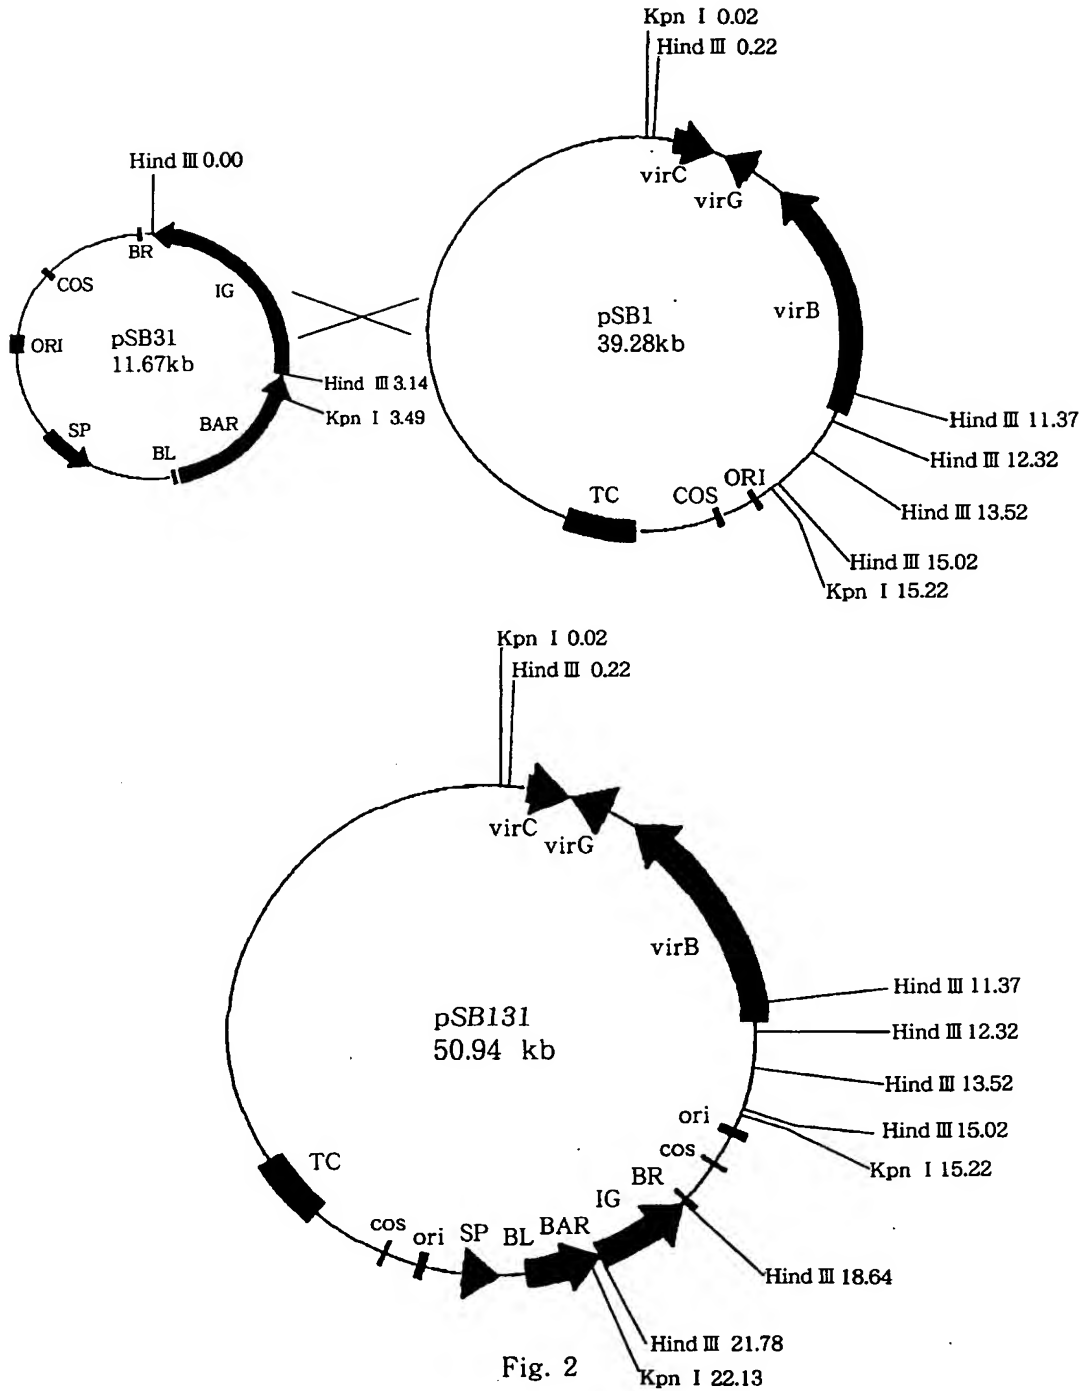 Kpn I 0.02
Hind III 0.22
virC
virG
virB
pSB1
39.28kb
Hind III 11.37
Hind III 12.32
Hind III 13.52
Hind III 15.02
Kpn I 15.22
ORI
COS
TC
Hind III 0.00
BR
COS
IG
pSB31
11.67kb
ORI
Hind III 3.14
Kpn I 3.49
BAR
SP
BL
Kpn I 0.02
Hind III 0.22
virC
virG
virB
pSB131
50.94 kb
Hind III 11.37
Hind III 12.32
Hind III 13.52
Hind III 15.02
Kpn I 15.22
ori
cos
BR
IG
BAR
BL
SP
ori
cos
TC
Hind III 18.64
Hind III 21.78
Kpn I 22.13
Fig. 2